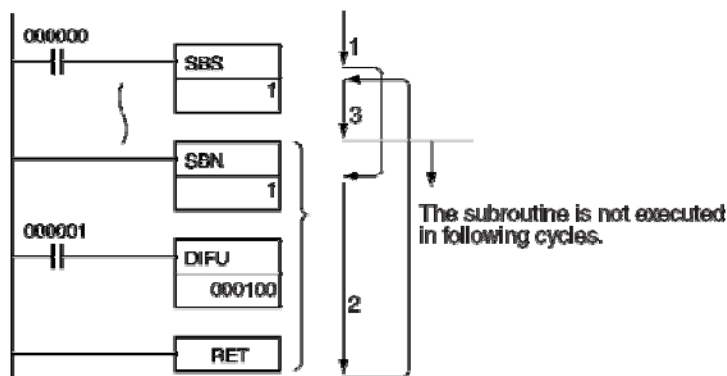 000000
SBS
1
SBN
1
000001
DIFU
000100
RET
1
3
2
The subroutine is not executed
in following cycles.